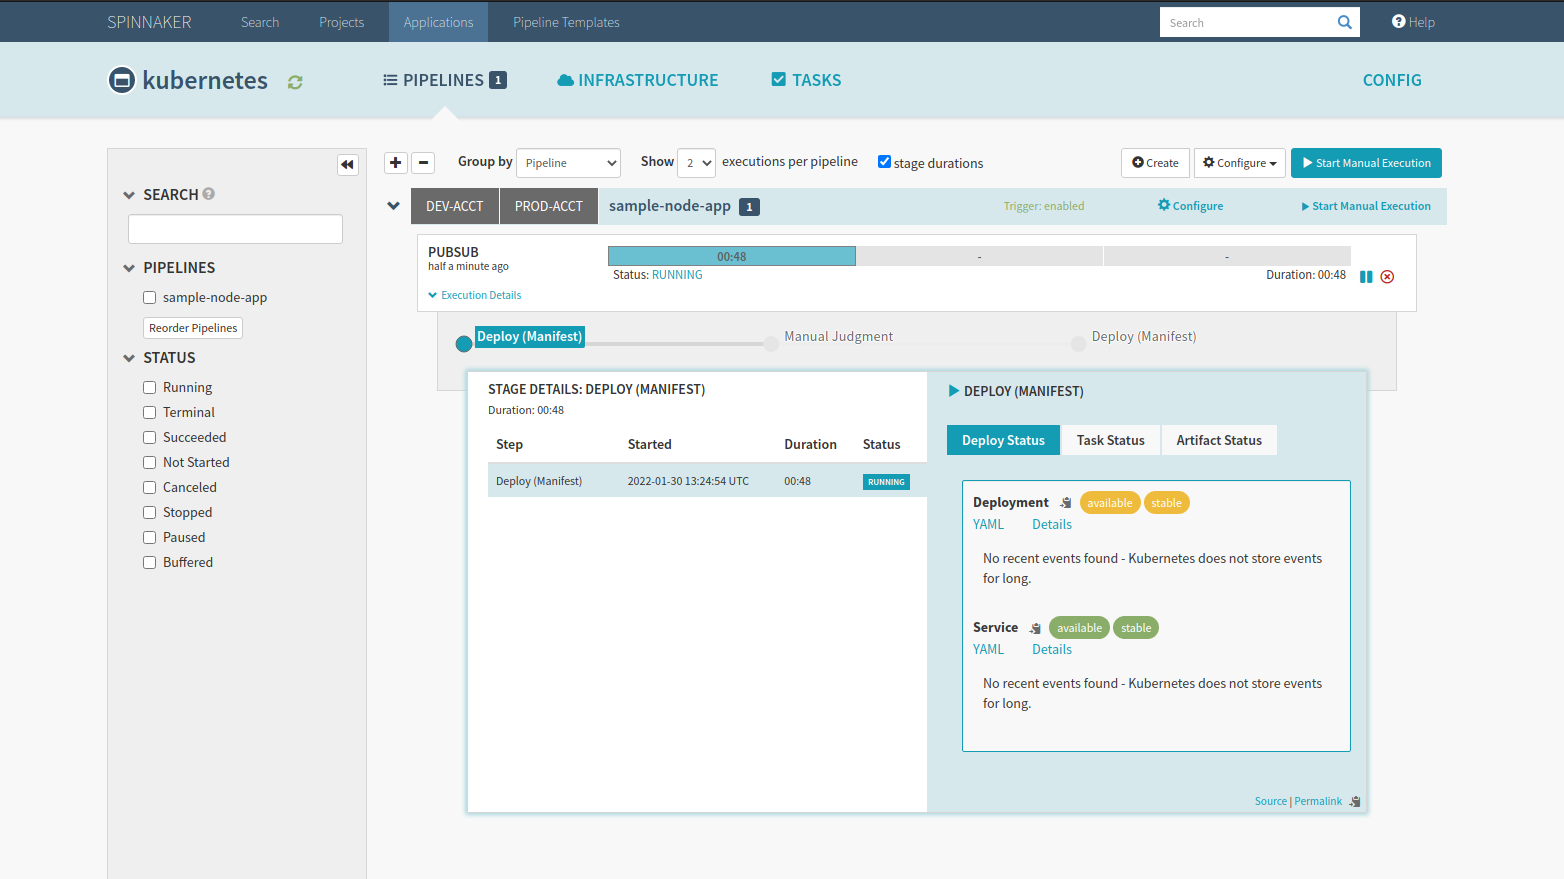 SPINNAKER Search Projects Applications Pipeline Templates Search Help
kubernetes PIPELINES 1 INFRASTRUCTURE TASKS CONFIG
Group by Pipeline Show 2 executions per pipeline stage durations Create Configure Start Manual Execution
SEARCH
PIPELINES
sample-node-app
Reorder Pipelines
STATUS
Running
Terminal
Succeeded
Not Started
Canceled
Stopped
Paused
Buffered
DEV-ACCT PROD-ACCT sample-node-app 1 Trigger: enabled Configure Start Manual Execution
PUBSUB 00:48 - -
half a minute ago Status: RUNNING Duration: 00:48
Execution Details
Deploy (Manifest) Manual Judgment Deploy (Manifest)
STAGE DETAILS: DEPLOY (MANIFEST)
Duration: 00:48
Step Started Duration Status
Deploy (Manifest) 2022-01-30 13:24:54 UTC 00:48 RUNNING
DEPLOY (MANIFEST)
Deploy Status Task Status Artifact Status
Deployment available stable
YAML Details
No recent events found - Kubernetes does not store events
for long.
Service available stable
YAML Details
No recent events found - Kubernetes does not store events
for long.
Source | Permalink